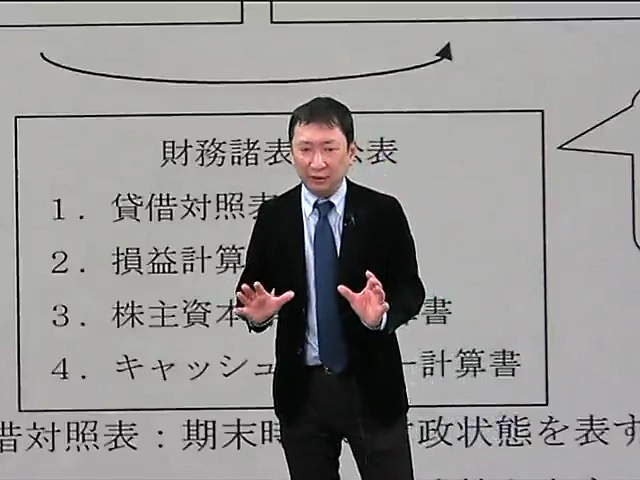 財務諸表 表
1. 貸借対照表
2. 損益計算
3. 株主資本 書
4. キャッシュ ー計算書
借対照表：期末時 政状態を表す